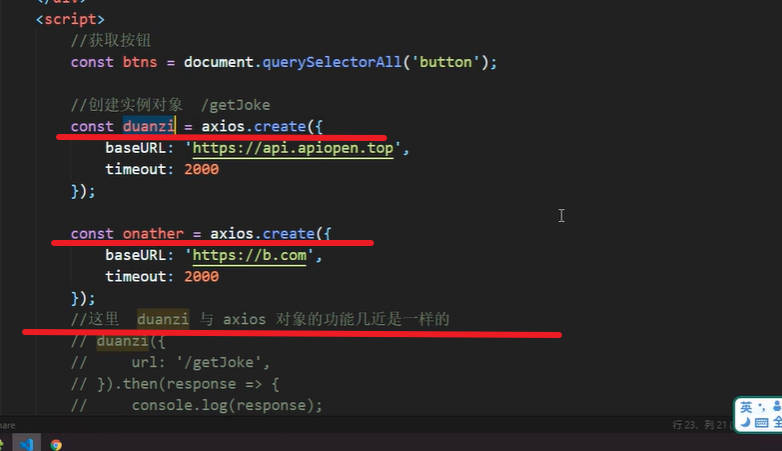 </div>
<script>
//获取按钮
const btns = document.querySelectorAll('button');
//创建实例对象 /getJoke
const duanzi = axios.create({
baseURL: 'https://api.apiopen.top',
timeout: 2000
});
const onather = axios.create({
baseURL: 'https://b.com',
timeout: 2000
});
//这里 duanzi 与 axios 对象的功能几近是一样的
// duanzi({
// url: '/getJoke',
// }).then(response => {
// console.log(response);
英
行 23, 列 21